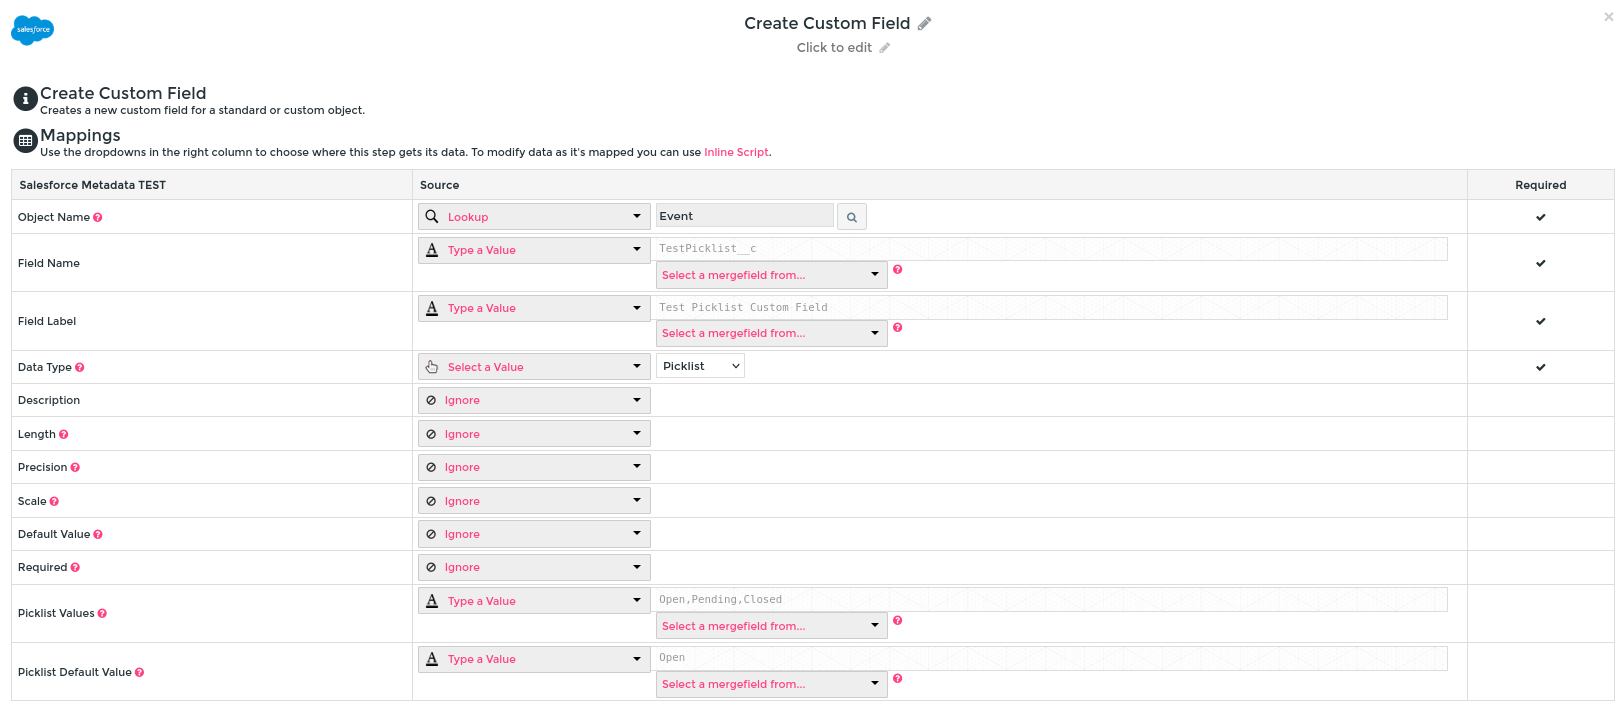 salesforce
Create Custom Field
Click to edit
×
Create Custom Field
Creates a new custom field for a standard or custom object.
Mappings
Use the dropdowns in the right column to choose where this step gets its data. To modify data as it's mapped you can use Inline Script.
Salesforce Metadata TEST Source Required
Object Name ? Lookup Event
Field Name Type a Value TestPicklist__c
Select a mergefield from... ?
Field Label Type a Value Test Picklist Custom Field
Select a mergefield from... ?
Data Type ? Select a Value Picklist
Description Ignore
Length ? Ignore
Precision ? Ignore
Scale ? Ignore
Default Value ? Ignore
Required ? Ignore
Picklist Values ? Type a Value Open,Pending,Closed
Select a mergefield from... ?
Picklist Default Value ? Type a Value Open
Select a mergefield from... ?